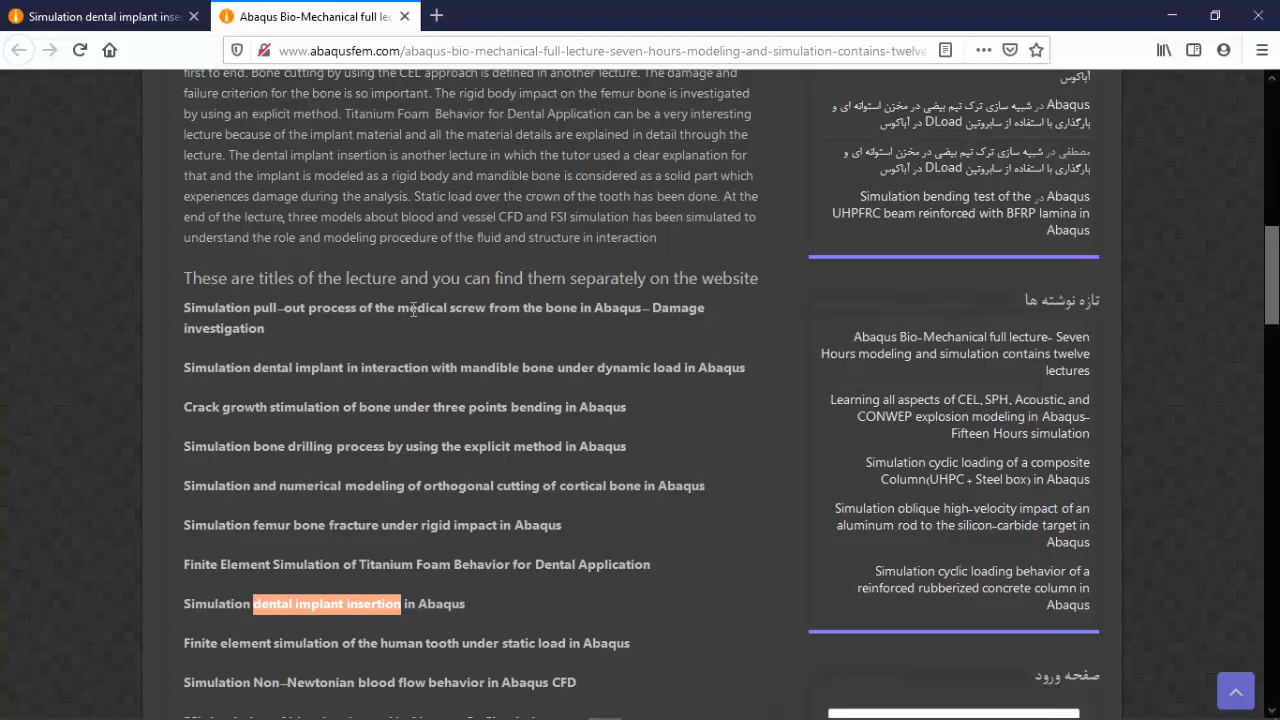 Simulation dental implant inse
Abaqus Bio-Mechanical full lec
www.abaqusfem.com/abaqus-bio-mechanical-full-lecture-seven-hours-modeling-and-simulation-contains-twelve
first to end. Bone cutting by using the CEL approach is defined in another lecture. The damage and
failure criterion for the bone is so important. The rigid body impact on the femur bone is investigated
by using an explicit method. Titanium Foam Behavior for Dental Application can be a very interesting
lecture because of the implant material and all the material details are explained in detail through the
lecture. The dental implant insertion is another lecture in which the tutor used a clear explanation for
that and the implant is modeled as a rigid body and mandible bone is considered as a solid part which
experiences damage during the analysis. Static load over the crown of the tooth has been done. At the
end of the lecture, three models about blood and vessel CFD and FSI simulation has been simulated to
understand the role and modeling procedure of the fluid and structure in interaction
These are titles of the lecture and you can find them separately on the website
Simulation pull-out process of the medical screw from the bone in Abaqus- Damage
investigation
Simulation dental implant in interaction with mandible bone under dynamic load in Abaqus
Crack growth stimulation of bone under three points bending in Abaqus
Simulation bone drilling process by using the explicit method in Abaqus
Simulation and numerical modeling of orthogonal cutting of cortical bone in Abaqus
Simulation femur bone fracture under rigid impact in Abaqus
Finite Element Simulation of Titanium Foam Behavior for Dental Application
Simulation dental implant insertion in Abaqus
Finite element simulation of the human tooth under static load in Abaqus
Simulation Non-Newtonian blood flow behavior in Abaqus CFD
آباکوس
Abaqus در شبیه سازی ترک نیم بیضی در مخزن استوانه ای و
بارگذاری با استفاده از سابروتین DLoad در آباکوس
مصطفی در شبیه سازی ترک نیم بیضی در مخزن استوانه ای و
بارگذاری با استفاده از سابروتین DLoad در آباکوس
Simulation bending test of the در Abaqus
UHPFRC beam reinforced with BFRP lamina in
Abaqus
تازه نوشته ها
Abaqus Bio-Mechanical full lecture- Seven
Hours modeling and simulation contains twelve
lectures
Learning all aspects of CEL, SPH, Acoustic, and
CONWEP explosion modeling in Abaqus-
Fifteen Hours simulation
Simulation cyclic loading of a composite
Column(UHPC + Steel box) in Abaqus
Simulation oblique high-velocity impact of an
aluminum rod to the silicon-carbide target in
Abaqus
Simulation cyclic loading behavior of a
reinforced rubberized concrete column in
Abaqus
صفحه ورود